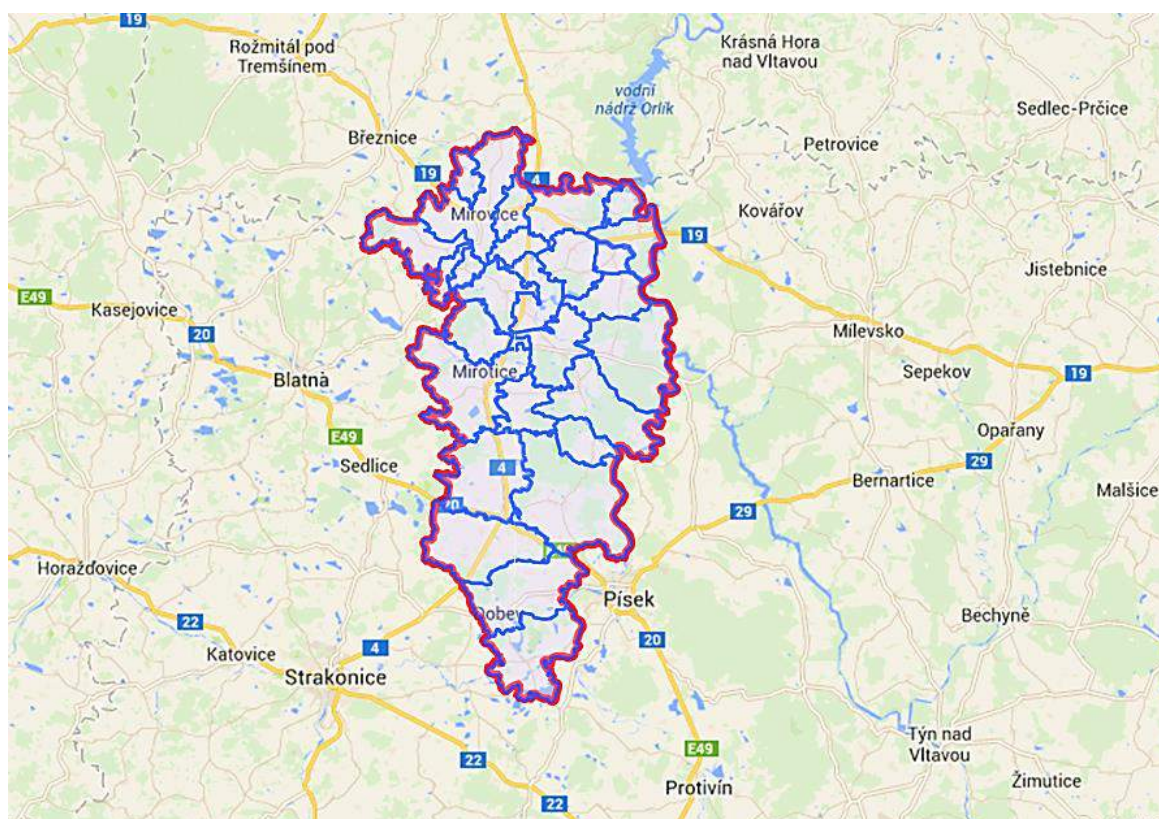 19
Rožmitál pod
Tremšínem
Krásná Hora
nad Vltavou
vodní
nádrž Orlík
Sedlec-Prčice
Březnice
Petrovice
19
4
Mirovice
Kovářov
19
Jistebnice
E49
Kasejovice
20
Milevsko
Mirotice
Sepekov
19
Blatná
E49
Opařany
Sedlice
4
29
Bernartice
Malšice
20
29
Horažďovice
Písek
Bechyně
22
20
Katovice
4
Strakonice
Týn nad
Vltavou
E49
22
Žimutice
Protivín
22